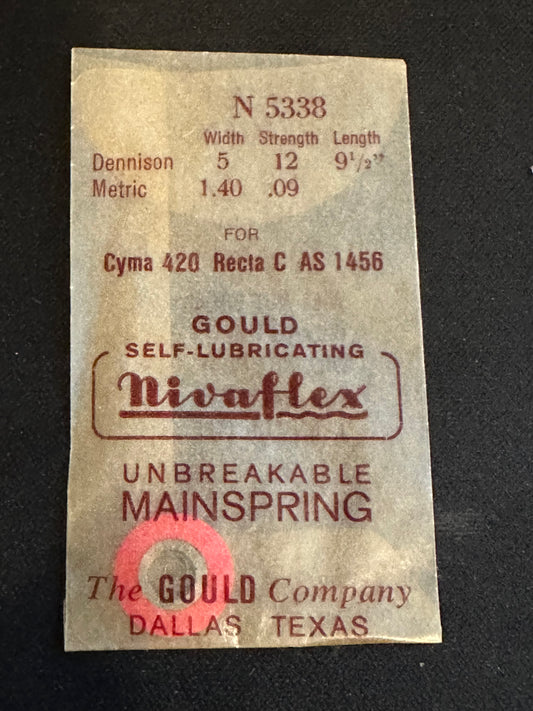 N 5338
Width Strength Length
Dennison 5 12 9 1/2"
Metric 1.40 .09
FOR
Cyma 420 Recta C AS 1456
GOULD
SELF-LUBRICATING
Nivaflex
UNBREAKABLE
MAINSPRING
The GOULD Company
DALLAS TEXAS